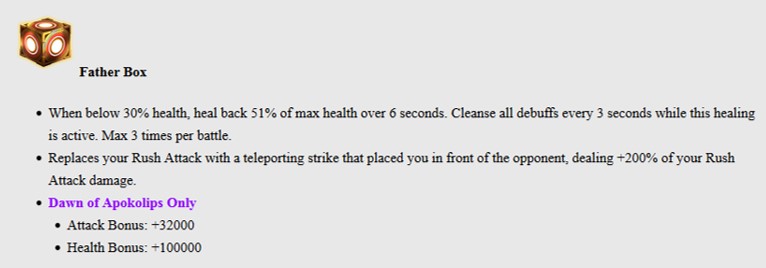 Father Box
When below 30% health, heal back 51% of max health over 6 seconds. Cleanse all debuffs every 3 seconds while this healing
is active. Max 3 times per battle.
Replaces your Rush Attack with a teleporting strike that placed you in front of the opponent, dealing +200% of your Rush
Attack damage.
Dawn of Apokolips Only
Attack Bonus: +32000
Health Bonus: +100000